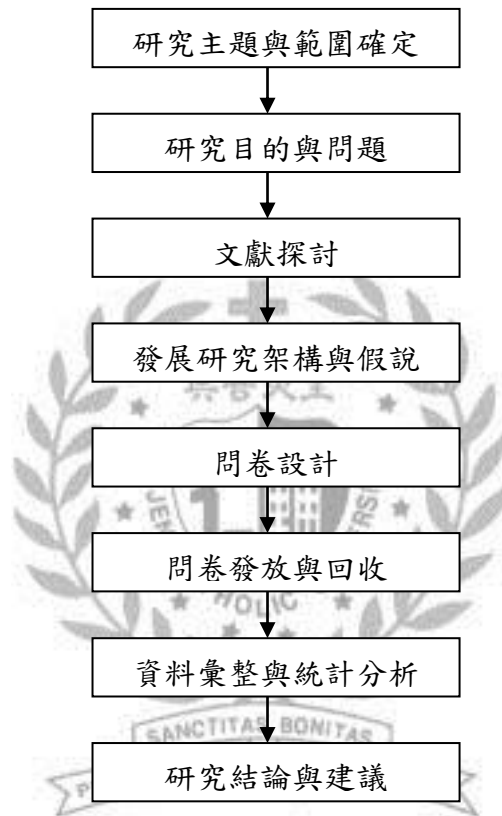 研究主題與範圍確定
研究目的與問題
文獻探討
發展研究架構與假說
問卷設計
問卷發放與回收
HOLIC
資料彙整與統計分析
SANCTITAS BONITAS
研究結論與建議